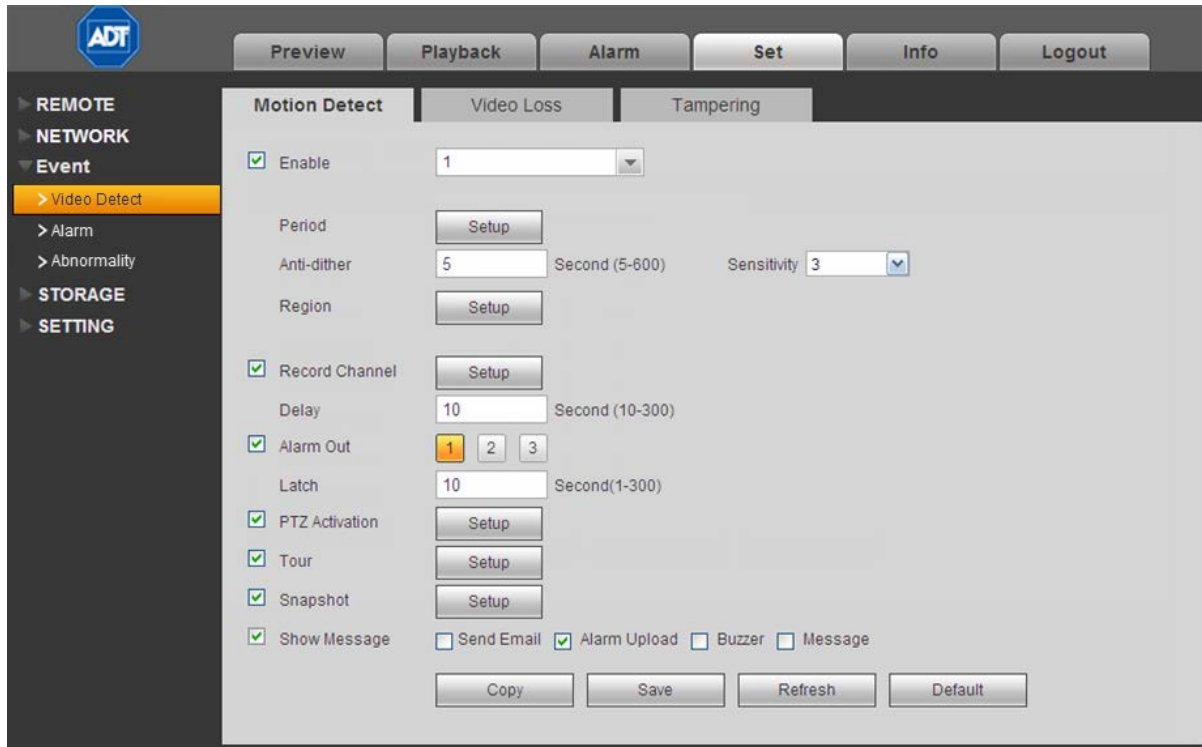 ADT
Preview Playback Alarm Set Info Logout
REMOTE
NETWORK
Event
> Video Detect
> Alarm
> Abnormality
STORAGE
SETTING
Motion Detect Video Loss Tampering
Enable 1
Period Setup
Anti-dither 5 Second (5-600) Sensitivity 3
Region Setup
Record Channel Setup
Delay 10 Second (10-300)
Alarm Out 1 2 3
Latch 10 Second(1-300)
PTZ Activation Setup
Tour Setup
Snapshot Setup
Show Message Send Email Alarm Upload Buzzer Message
Copy Save Refresh Default